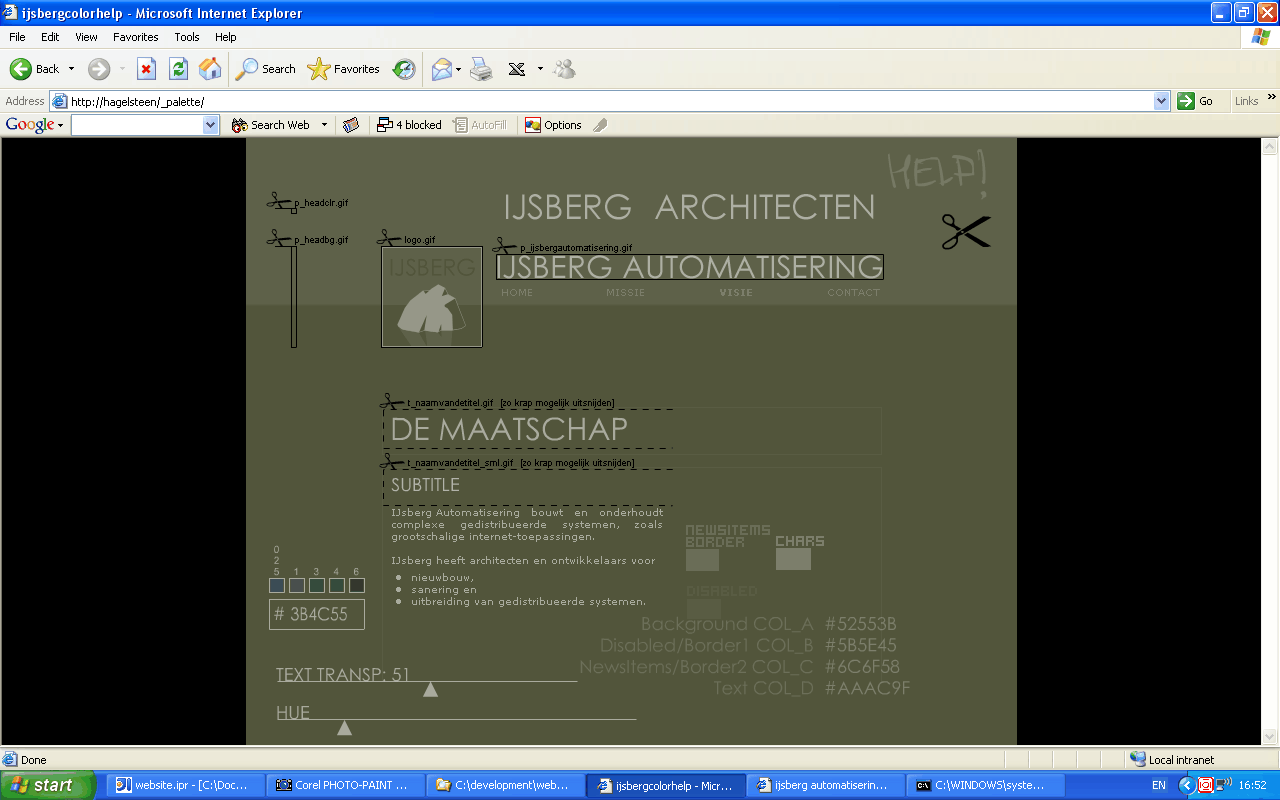 ijsbergcolorhelp - Microsoft Internet Explorer
File Edit View Favorites Tools Help
Back Search Favorites
Address http://hagelsteen/_palette/ Go Links
Google Search Web 4 blocked AutoFill Options
HELP!
IJSBERG ARCHITECTEN
p_headclr.gif
p_headbg.gif logo.gif p_ijsbergautomatisering.gif
IJSBERG IJSBERG AUTOMATISERING
HOME MISSIE VISIE CONTACT
t_naamvandetitel.gif [zo krap mogelijk uitsnijden]
DE MAATSCHAP
t_naamvandetitel_sml.gif [zo krap mogelijk uitsnijden]
SUBTITLE
IJsberg Automatisering bouwt en onderhoudt
complexe gedistribueerde systemen, zoals
grootschalige internet-toepassingen.
IJsberg heeft architecten en ontwikkelaars voor
• nieuwbouw,
• sanering en
• uitbreiding van gedistribueerde systemen.
NEWSITEMS
BORDER CHARS
DISABLED
0
2
5 1 3 4 6
# 3B4C55
Background COL_A #52553B
Disabled/Border1 COL_B #5B5E45
NewsItems/Border2 COL_C #6C6F58
Text COL_D #AAAC9F
TEXT TRANSP: 51
HUE
Done Local intranet
start website.ipr - [C:\Doc... Corel PHOTO-PAINT ... C:\development\web... ijsbergcolorhelp - Micr... ijsberg automatiserin... C:\WINDOWS\syste... EN 16:52